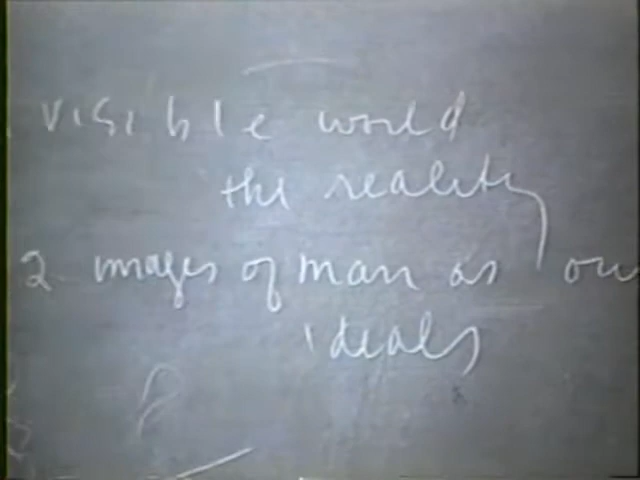 visible world
the reality
2 images of man as our
ideals